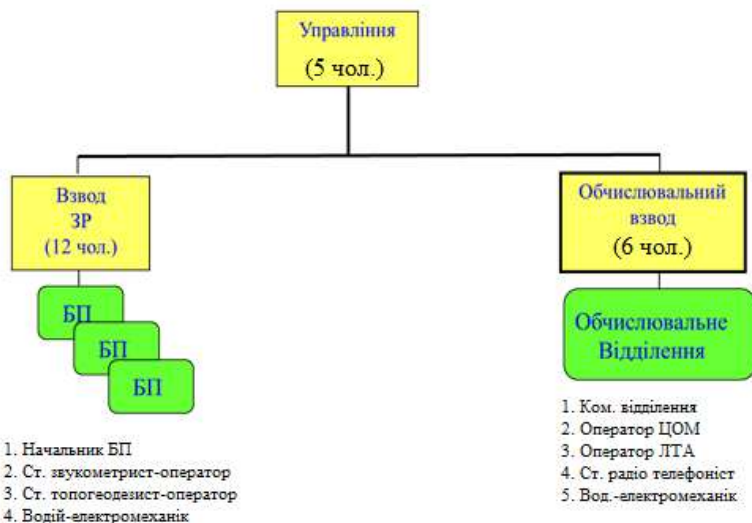 Управління
(5 чол.)
Взвод
ЗР
(12 чол.)
Обчислювальний
взвод
(6 чол.)
БП
БП
БП
Обчислювальне
Відділення
1. Начальник БП
2. Ст. звукометрист-оператор
3. Ст. топогеодезист-оператор
4. Водій-електромеханік
1. Ком. відділення
2. Оператор ЦОМ
3. Оператор ЛТА
4. Ст. радіо телефоніст
5. Вод.-електромеханік